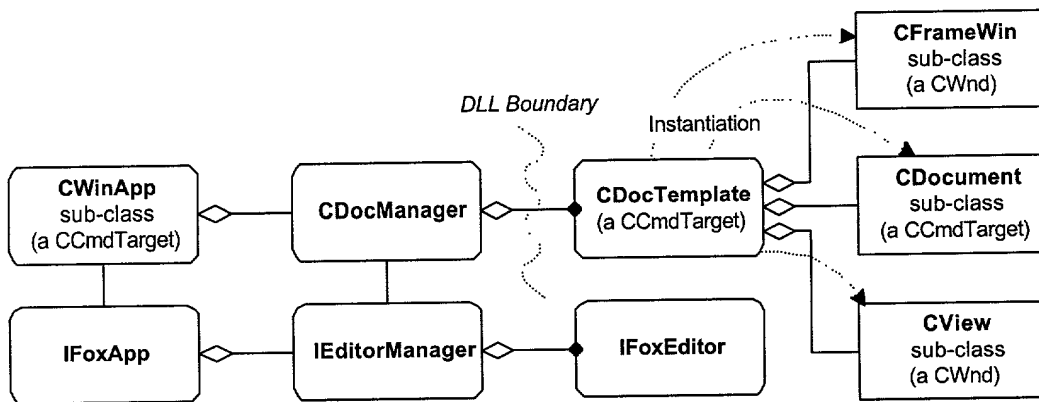 CFrameWin
sub-class
(a CWnd)
DLL Boundary
Instantiation
CWinApp
sub-class
(a CCmdTarget)
CDocManager
CDocTemplate
(a CCmdTarget)
CDocument
sub-class
(a CCmdTarget)
IFoxApp
IEditorManager
IFoxEditor
CView
sub-class
(a CWnd)